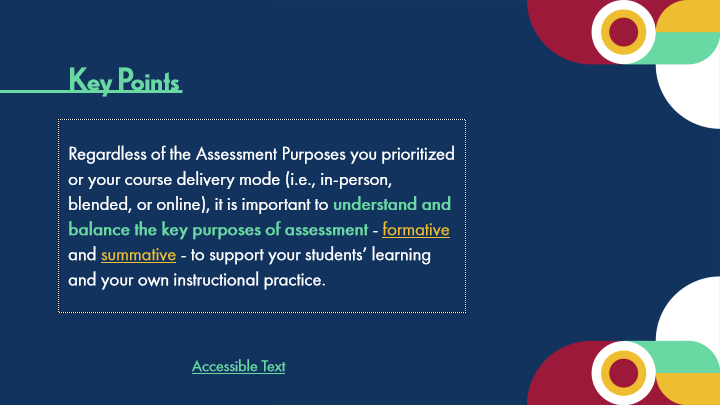 Key Points
Regardless of the Assessment Purposes you prioritized
or your course delivery mode (i.e., in-person,
blended, or online), it is important to understand and
balance the key purposes of assessment - formative
and summative - to support your students’ learning
and your own instructional practice.
Accessible Text